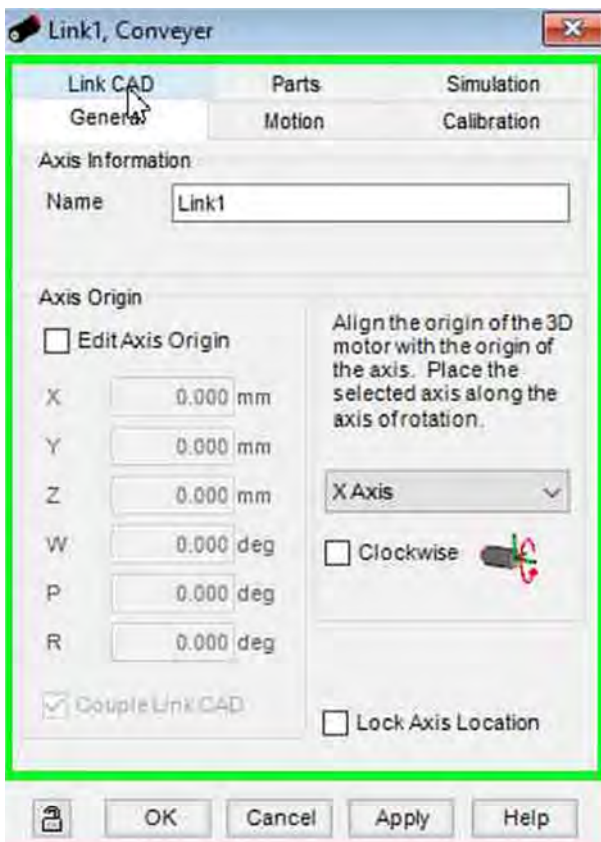 Link1, Conveyer
Link CAD Parts Simulation
General Motion Calibration
Axis Information
Name Link1
Axis Origin
Edit Axis Origin
X 0.000 mm
Y 0.000 mm
Z 0.000 mm
W 0.000 deg
P 0.000 deg
R 0.000 deg
Couple Link CAD
Align the origin of the 3D
motor with the origin of
the axis. Place the
selected axis along the
axis of rotation.
X Axis
Clockwise
Lock Axis Location
OK Cancel Apply Help